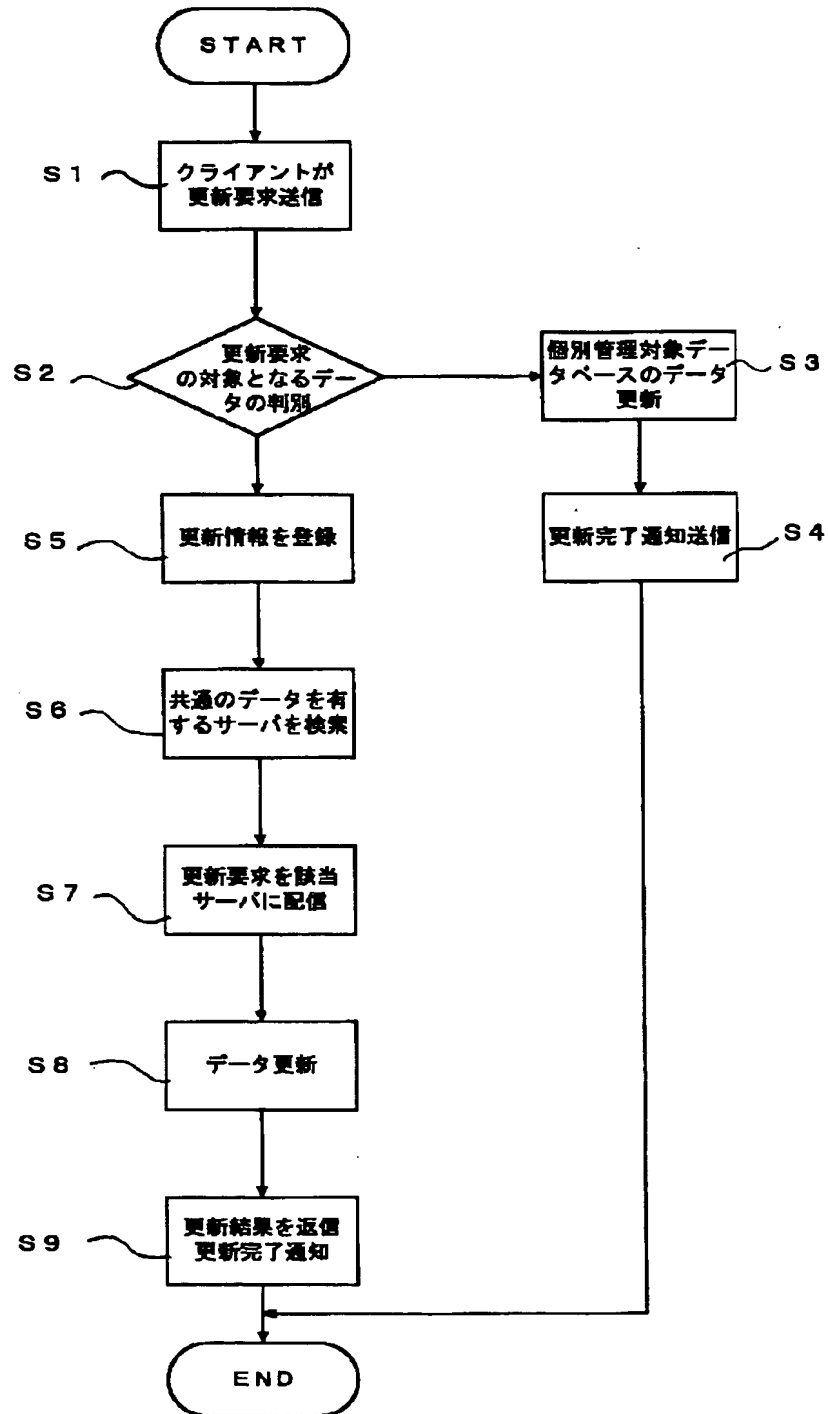 START
S1
クライアントが
更新要求送信
S2
更新要求
の対象となるデー
タの判別
S3
個別管理対象デー
タベースのデータ
更新
S4
更新完了通知送信
S5
更新情報を登録
S6
共通のデータを有
するサーバを検索
S7
更新要求を該当
サーバに配信
S8
データ更新
S9
更新結果を返信
更新完了通知
END